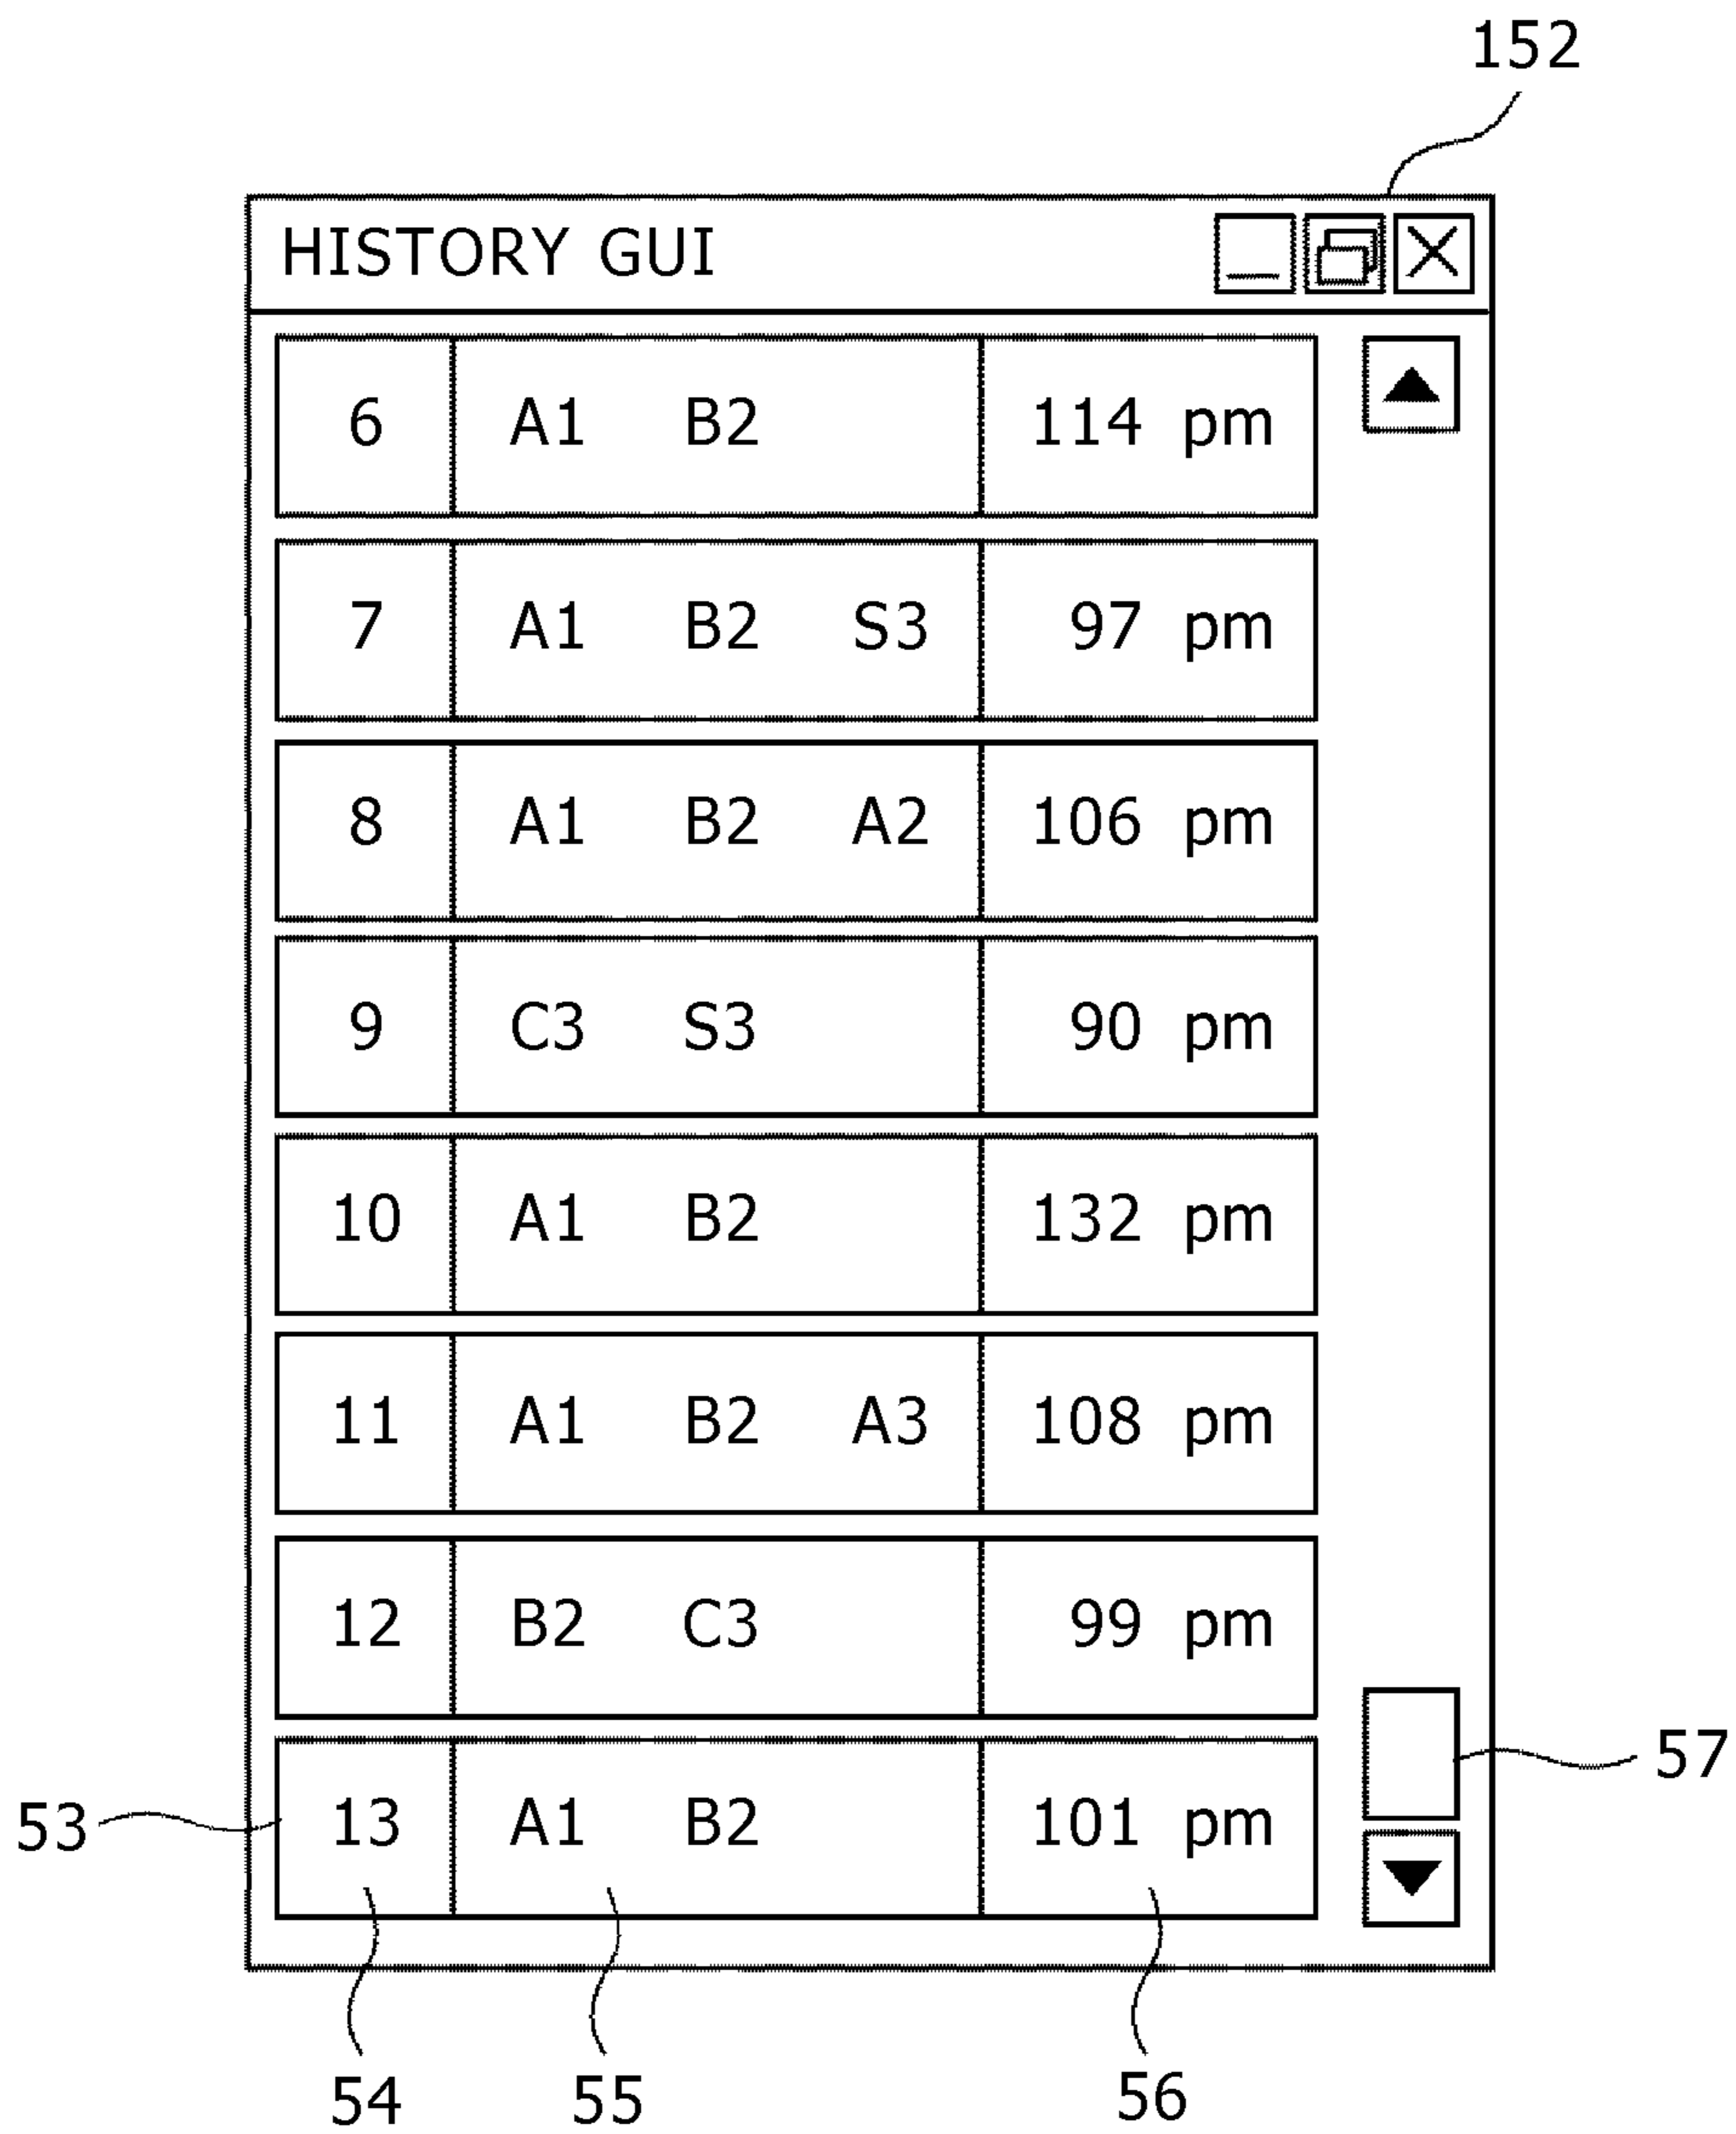 152
HISTORY GUI
6 A1 B2 114 pm
7 A1 B2 S3 97 pm
8 A1 B2 A2 106 pm
9 C3 S3 90 pm
10 A1 B2 132 pm
11 A1 B2 A3 108 pm
12 B2 C3 99 pm
57
53
13 A1 B2 101 pm
54 55 56